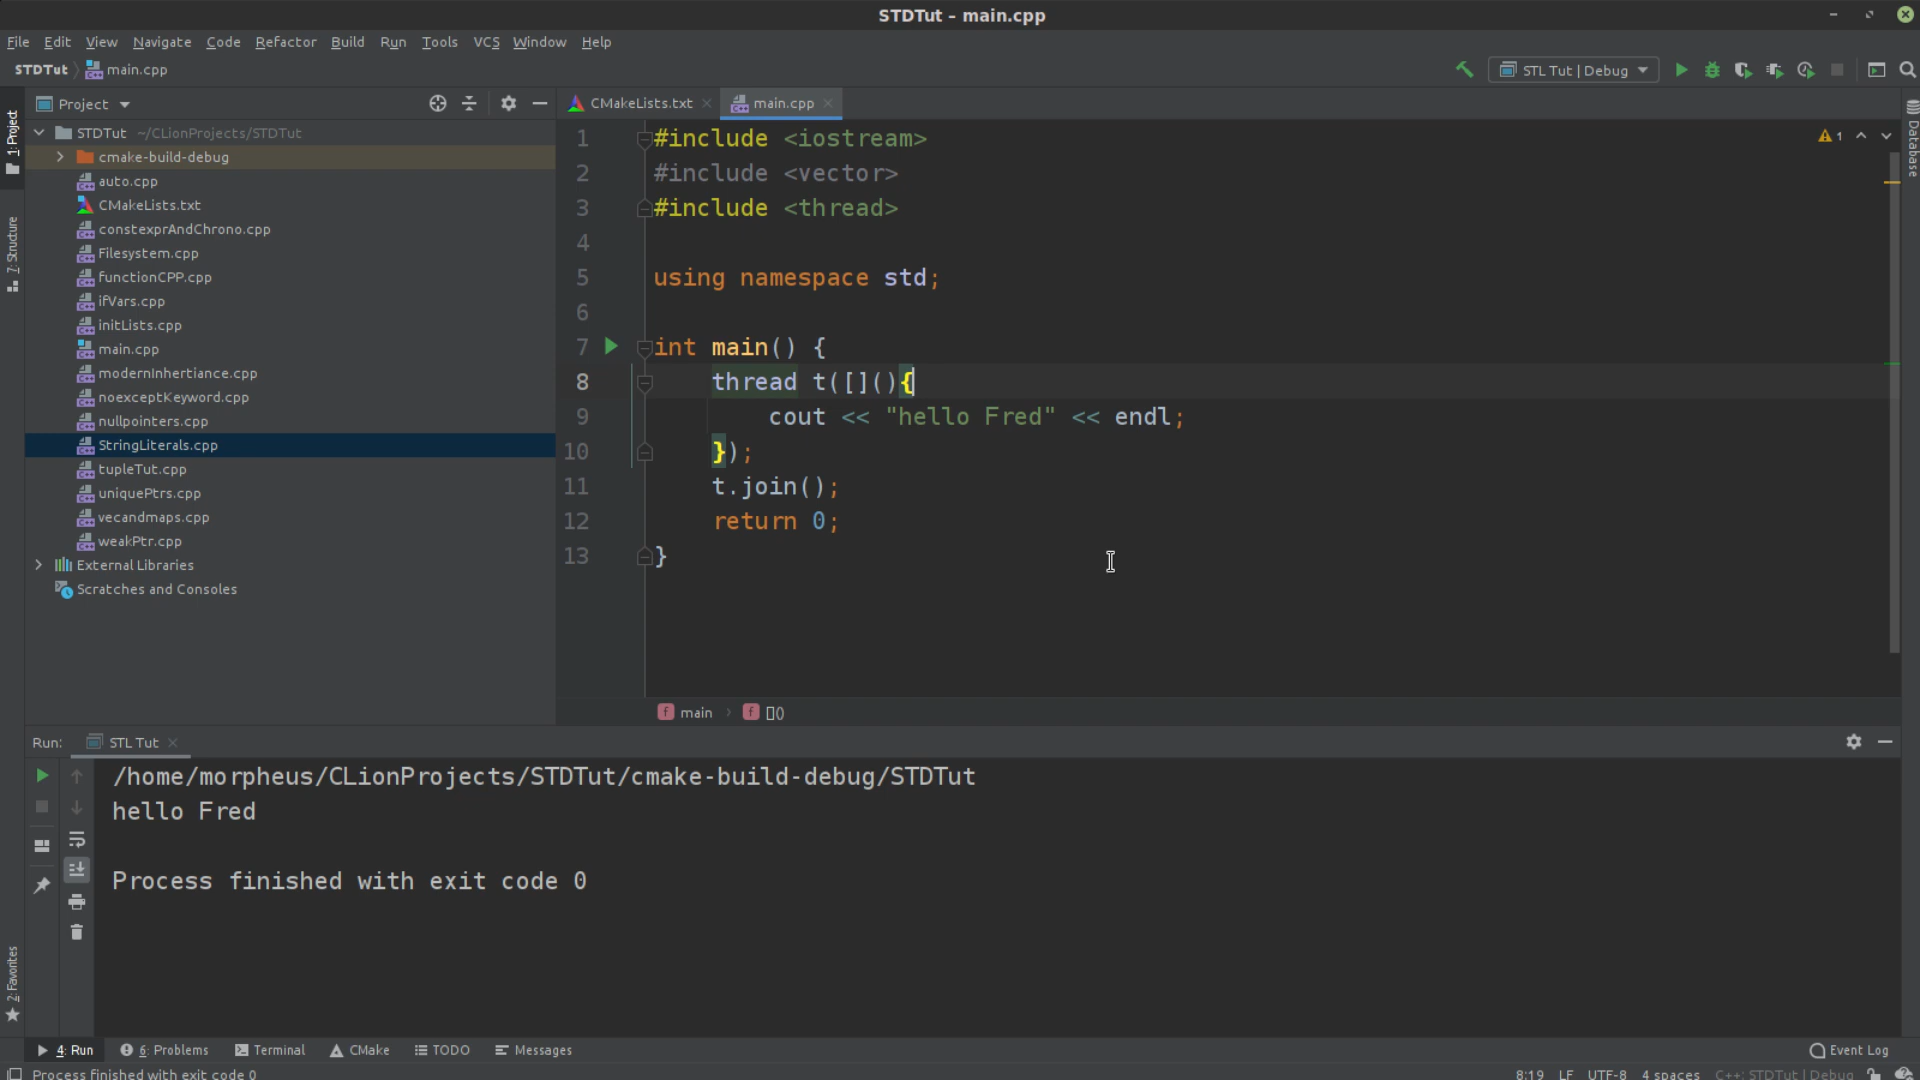 STDTut – main.cpp
File Edit View Navigate Code Refactor Build Run Tools VCS Window Help
STDTut main.cpp
STL Tut | Debug
Project
CMakeLists.txt
main.cpp
1: Project
7: Structure
2: Favorites
Database
STDTut ~/CLionProjects/STDTut
cmake-build-debug
auto.cpp
CMakeLists.txt
constexprAndChrono.cpp
Filesystem.cpp
functionCPP.cpp
ifVars.cpp
initLists.cpp
main.cpp
modernInhertiance.cpp
noexceptKeyword.cpp
nullpointers.cpp
StringLiterals.cpp
tupleTut.cpp
uniquePtrs.cpp
vecandmaps.cpp
weakPtr.cpp
External Libraries
Scratches and Consoles
1 #include <iostream>
2 #include <vector>
3 #include <thread>
4
5 using namespace std;
6
7 int main() {
8 thread t([](){
9 cout << "hello Fred" << endl;
10 });
11 t.join();
12 return 0;
13 }
1
main [](​)
Run: STL Tut
/home/morpheus/CLionProjects/STDTut/cmake-build-debug/STDTut
hello Fred
Process finished with exit code 0
4: Run 6: Problems Terminal CMake TODO Messages Event Log
Process finished with exit code 0
8:19 LF UTF-8 4 spaces C++: STDTut | Debug